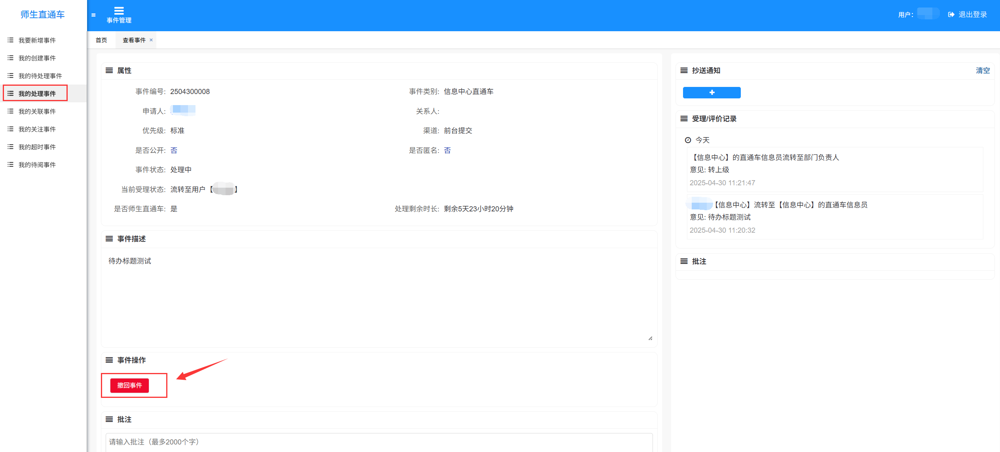 师生直通车
事件管理
用户：
退出登录
我要新增事件
我的创建事件
我的待处理事件
我的处理事件
我的关联事件
我的关注事件
我的超时事件
我的待阅事件
首页
查看事件 ×
属性
事件编号: 2504300008
事件类别: 信息中心直通车
申请人:
关系人:
优先级: 标准
渠道: 前台提交
是否公开: 否
是否匿名: 否
事件状态: 处理中
当前受理状态: 流转至用户【 】
是否师生直通车: 是
处理剩余时长: 剩余5天23小时20分钟
事件描述
待办标题测试
事件操作
撤回事件
批注
请输入批注（最多2000个字）
抄送通知
清空
受理/评价记录
今天
【信息中心】的直通车信息员流转至部门负责人
意见: 转上级
2025-04-30 11:21:47
【信息中心】流转至【信息中心】的直通车信息员
意见: 待办标题测试
2025-04-30 11:20:32
批注